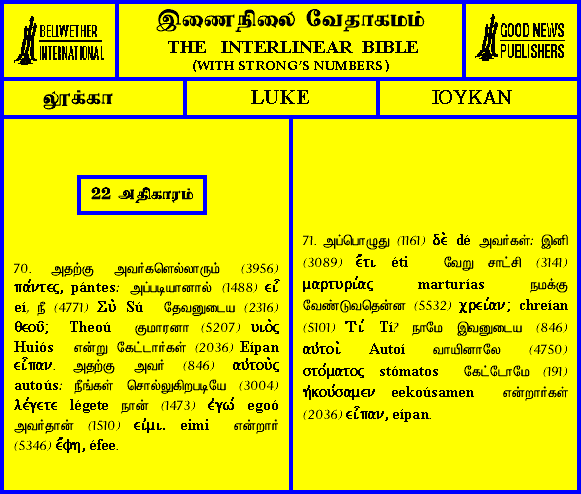 BELLWETHER
INTERNATIONAL
இணைநிலை வேதாகமம்
THE INTERLINEAR BIBLE
(WITH STRONG'S NUMBERS)
GOOD NEWS
PUBLISHERS
லூக்கா
LUKE
ΙΟΥΚΑΝ
22 அதிகாரம்
70. அதற்கு அவர்களெல்லாரும் (3956)
πάντες, pántes: அப்படியானால் (1488) εἶ
eí, நீ (4771) Σὺ Sú தேவனுடைய (2316)
θεοῦ; Theoú குமாரனா (5207) υἱὸς
Huiós என்று கேட்டார்கள் (2036) Eípan
εἶπαν. அதற்கு அவர் (846) αὐτοὺς
autoús: நீங்கள் சொல்லுகிறபடியே (3004)
λέγετε légete நான் (1473) ἐγώ egoó
அவர்தான் (1510) εἰμι. eimi என்றார்
(5346) ἔφη, éfee.
71. அப்பொழுது (1161) δὲ dé அவர்கள்: இனி
(3089) ἔτι éti வேறு சாட்சி (3141)
μαρτυρίας marturías நமக்கு
வேண்டுவதென்ன (5532) χρείαν; chreían
(5101) Τί Tí? நாமே இவனுடைய (846)
αὐτοὶ Autoí வாயினாலே (4750)
στόματος stómatos கேட்டோமே (191)
ἠκούσαμεν eekoúsamen என்றார்கள்
(2036) εἶπαν, eípan.